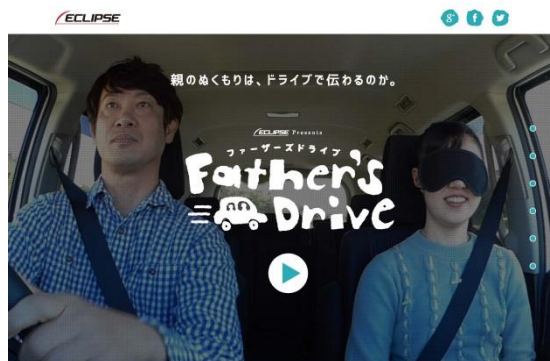 ECLIPSE
g+ f
親のぬくもりは、ドライブで伝わるのか。
ECLIPSE Presents
ファーザーズドライブ
Father's
Drive